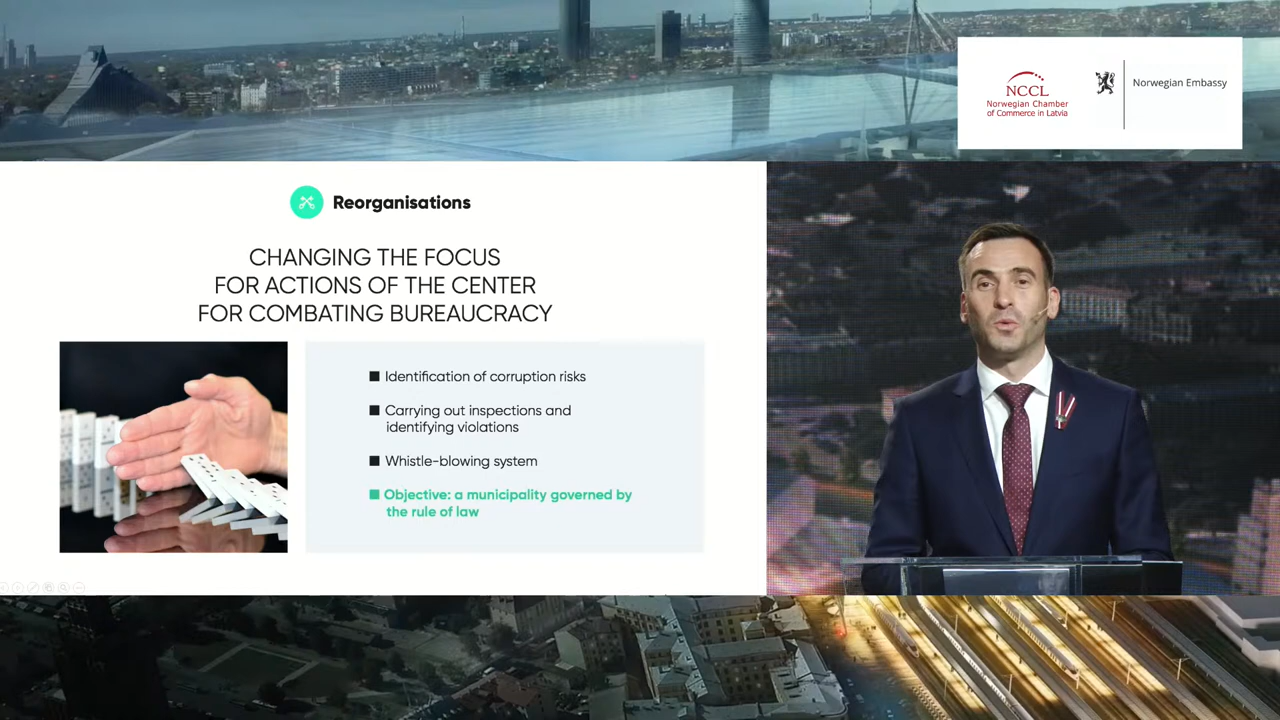 NCCL
Norwegian Chamber
of Commerce in Latvia
Norwegian Embassy
Reorganisations
CHANGING THE FOCUS
FOR ACTIONS OF THE CENTER
FOR COMBATING BUREAUCRACY
Identification of corruption risks
Carrying out inspections and
identifying violations
Whistle-blowing system
Objective: a municipality governed by
the rule of law